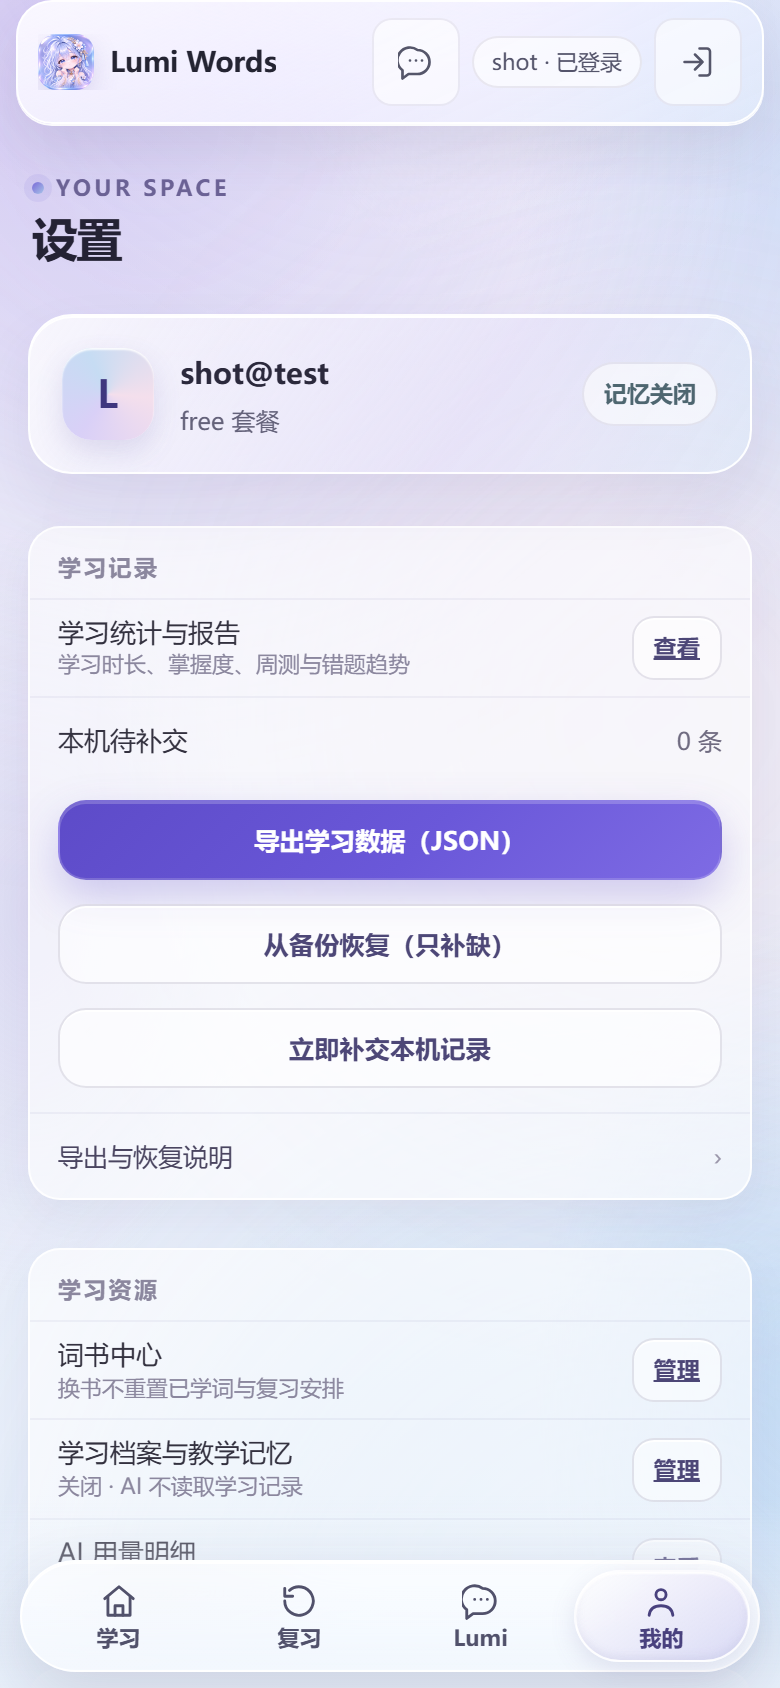 Lumi Words
shot · 已登录
YOUR SPACE
设置
L
shot@test
free 套餐
记忆关闭
学习记录
学习统计与报告
学习时长、掌握度、周测与错题趋势
查看
本机待补交
0 条
导出学习数据（JSON）
从备份恢复（只补缺）
立即补交本机记录
导出与恢复说明
学习资源
词书中心
换书不重置已学词与复习安排
管理
学习档案与教学记忆
关闭 · AI 不读取学习记录
管理
AI 用量明细
学习
复习
Lumi
我的